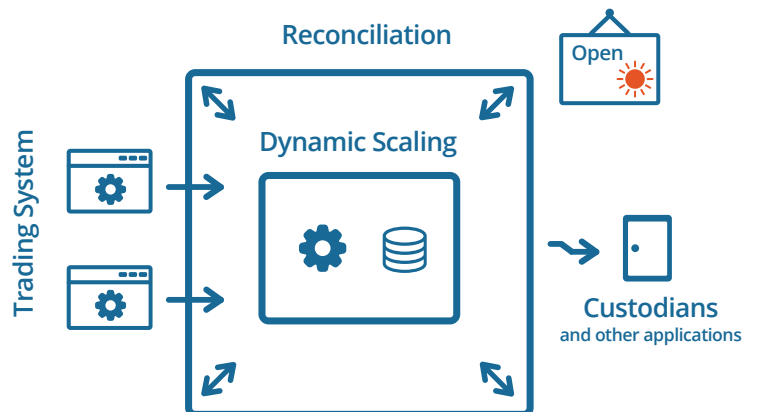 Reconciliation
Open
Dynamic Scaling
Trading System
Custodians
and other applications